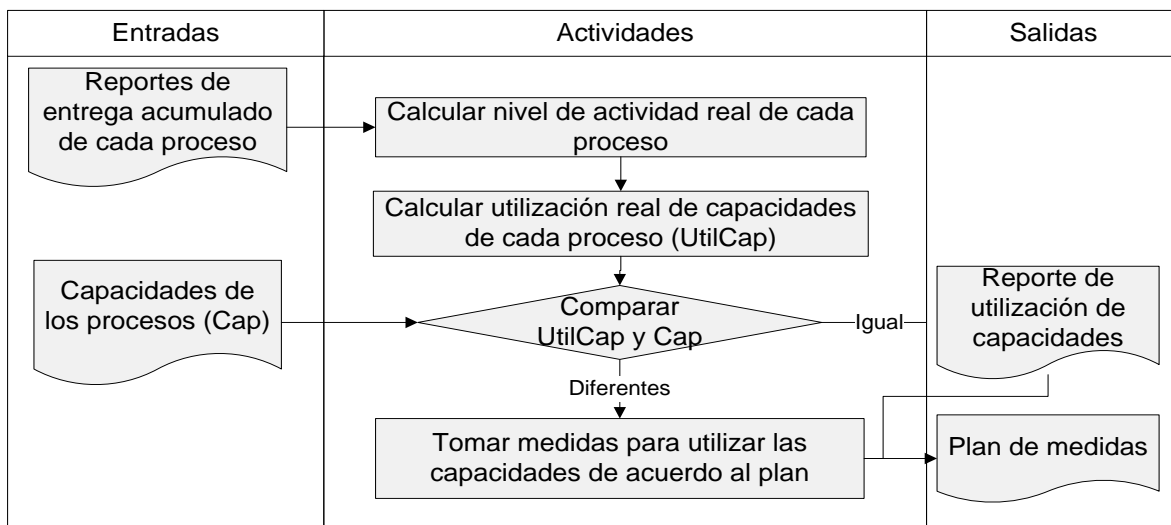 Entradas
Actividades
Salidas
Reportes de
entrega acumulado
de cada proceso
Calcular nivel de actividad real de cada
proceso
Calcular utilización real de capacidades
de cada proceso (UtilCap)
Capacidades de
los procesos (Cap)
Comparar
UtilCap y Cap
Igual
Reporte de
utilización de
capacidades
Diferentes
Tomar medidas para utilizar las
capacidades de acuerdo al plan
Plan de medidas